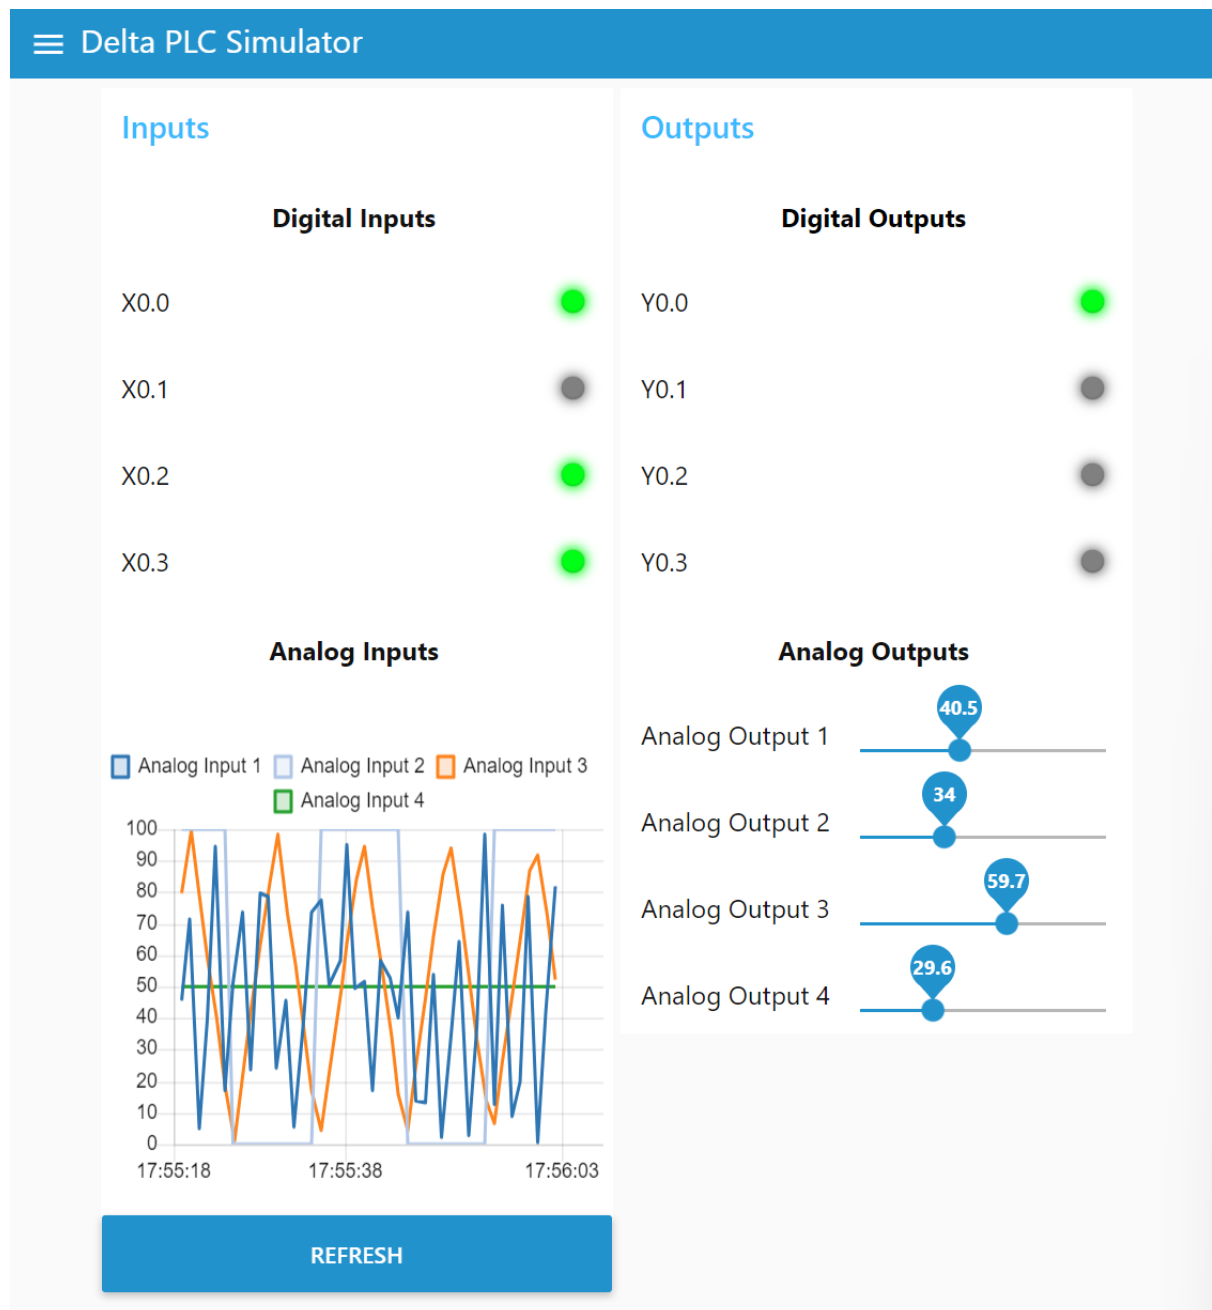 Delta PLC Simulator
Inputs
Digital Inputs
X0.0
X0.1
X0.2
X0.3
Analog Inputs
Analog Input 1 Analog Input 2 Analog Input 3
Analog Input 4
100
90
80
70
60
50
40
30
20
10
0
17:55:18 17:55:38 17:56:03
REFRESH
Outputs
Digital Outputs
Y0.0
Y0.1
Y0.2
Y0.3
Analog Outputs
40.5
Analog Output 1
34
Analog Output 2
59.7
Analog Output 3
29.6
Analog Output 4